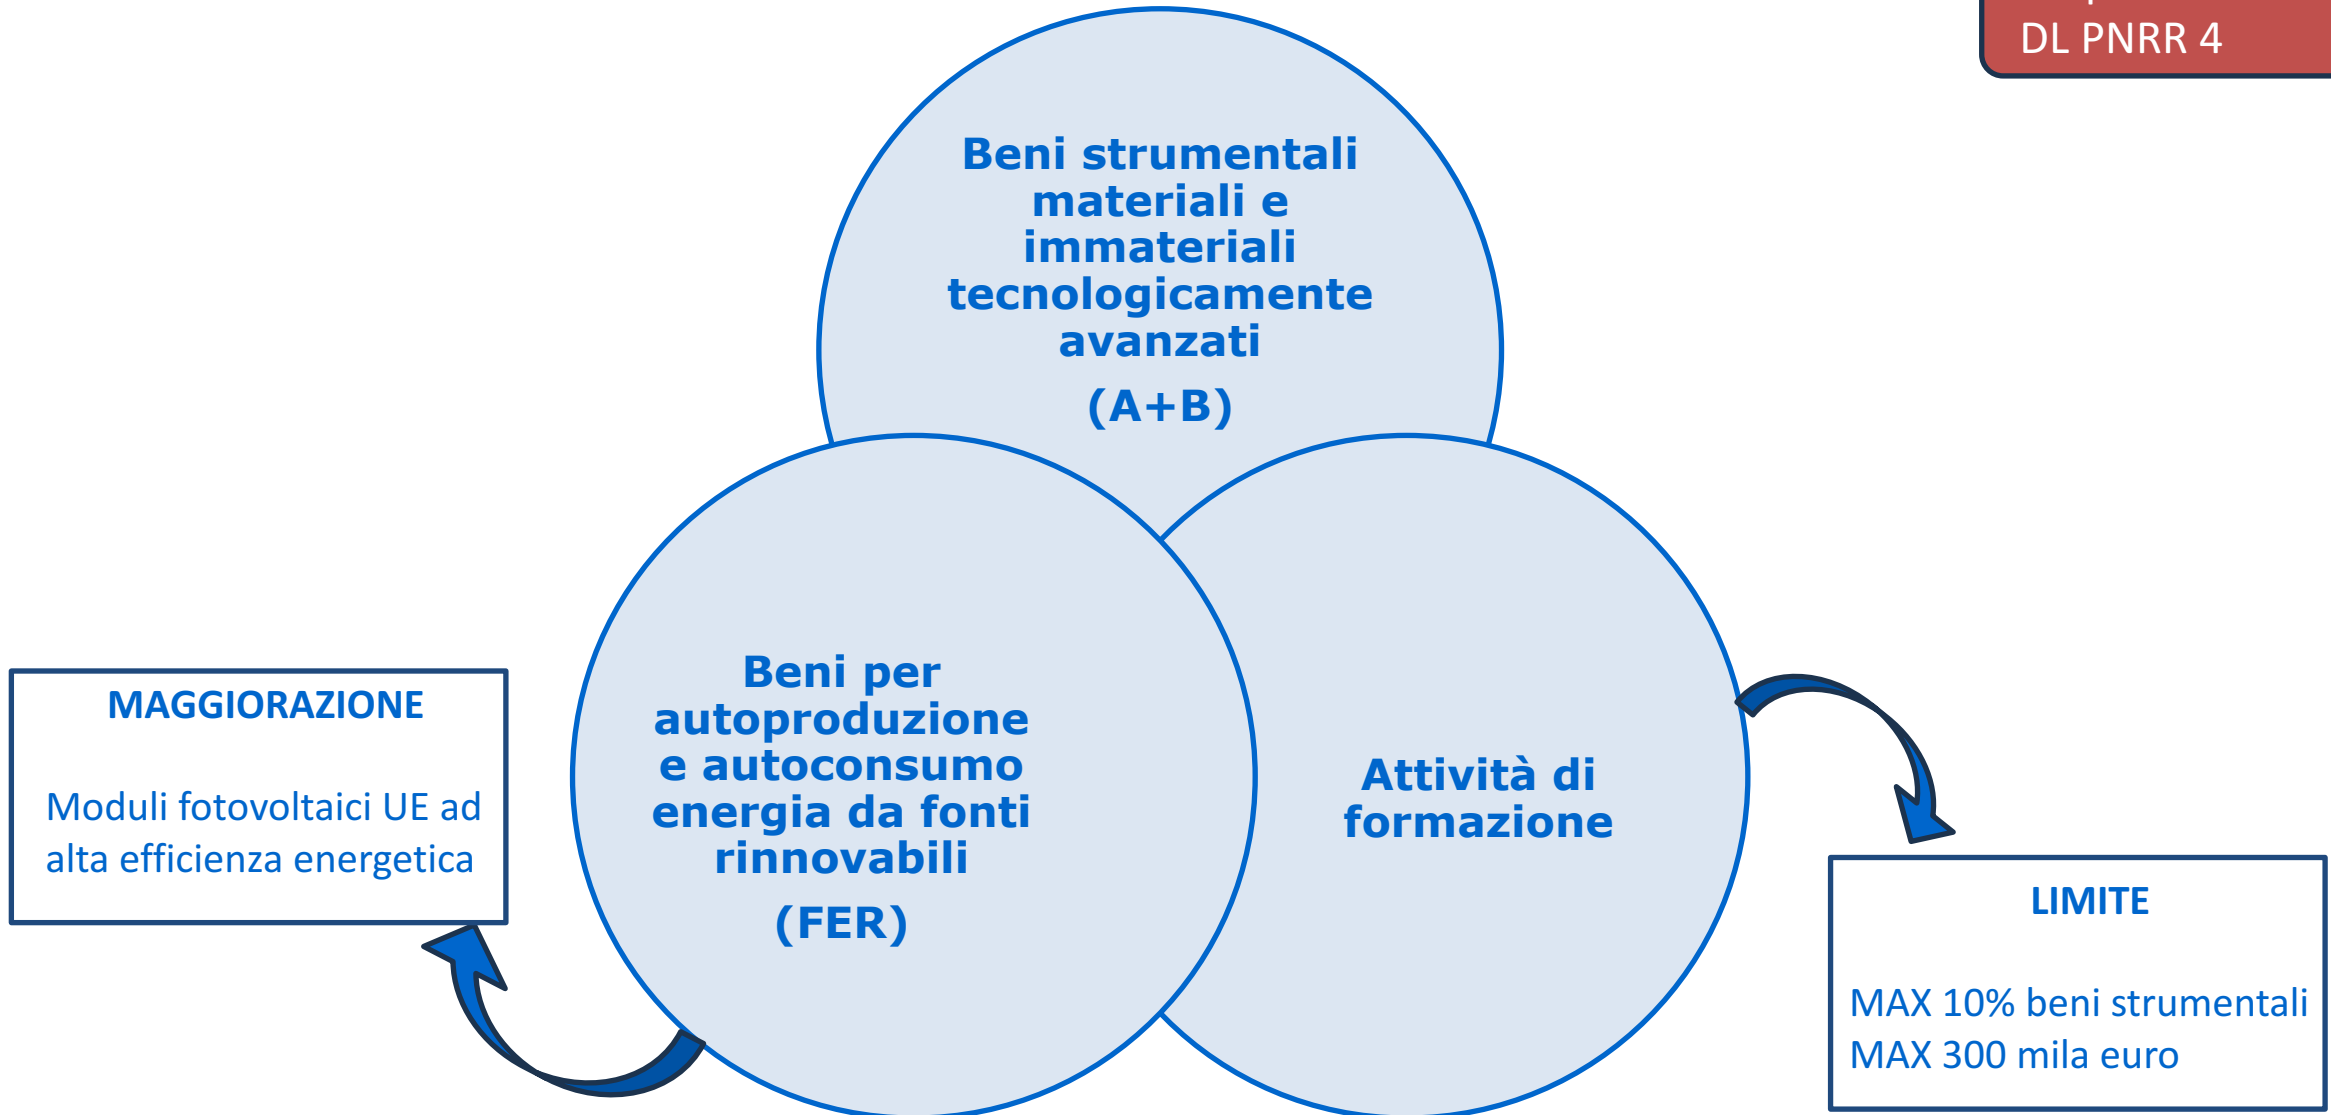 DL PNRR 4
Beni strumentali
materiali e
immateriali
tecnologicamente
avanzati
(A+B)
Beni per
autoproduzione
e autoconsumo
energia da fonti
rinnovabili
(FER)
Attività di
formazione
MAGGIORAZIONE
Moduli fotovoltaici UE ad
alta efficienza energetica
LIMITE
MAX 10% beni strumentali
MAX 300 mila euro